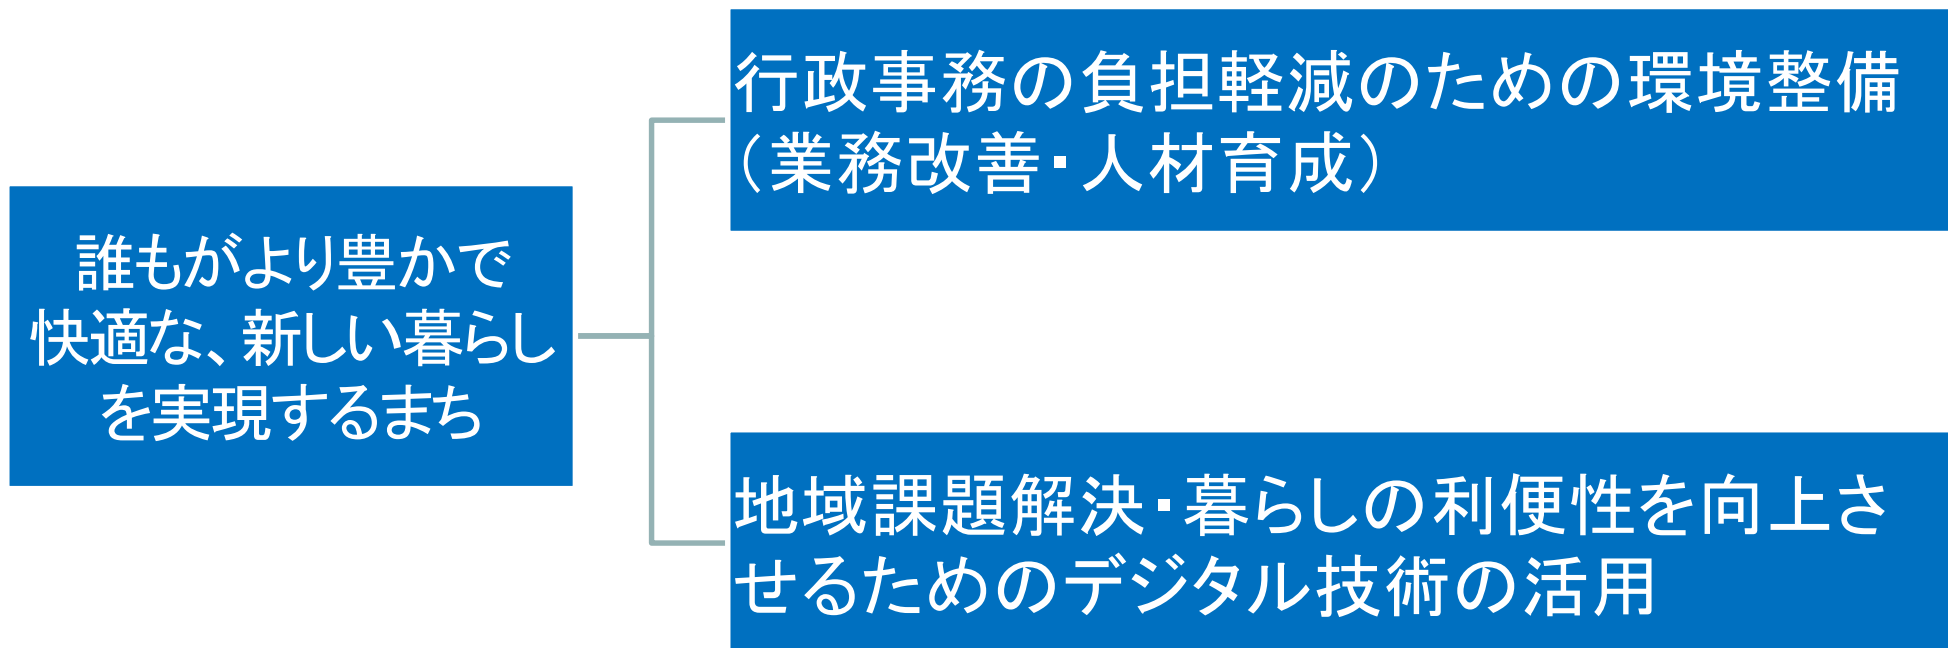 誰もがより豊かで
快適な、新しい暮らし
を実現するまち
行政事務の負担軽減のための環境整備
（業務改善・人材育成）
地域課題解決・暮らしの利便性を向上さ
せるためのデジタル技術の活用